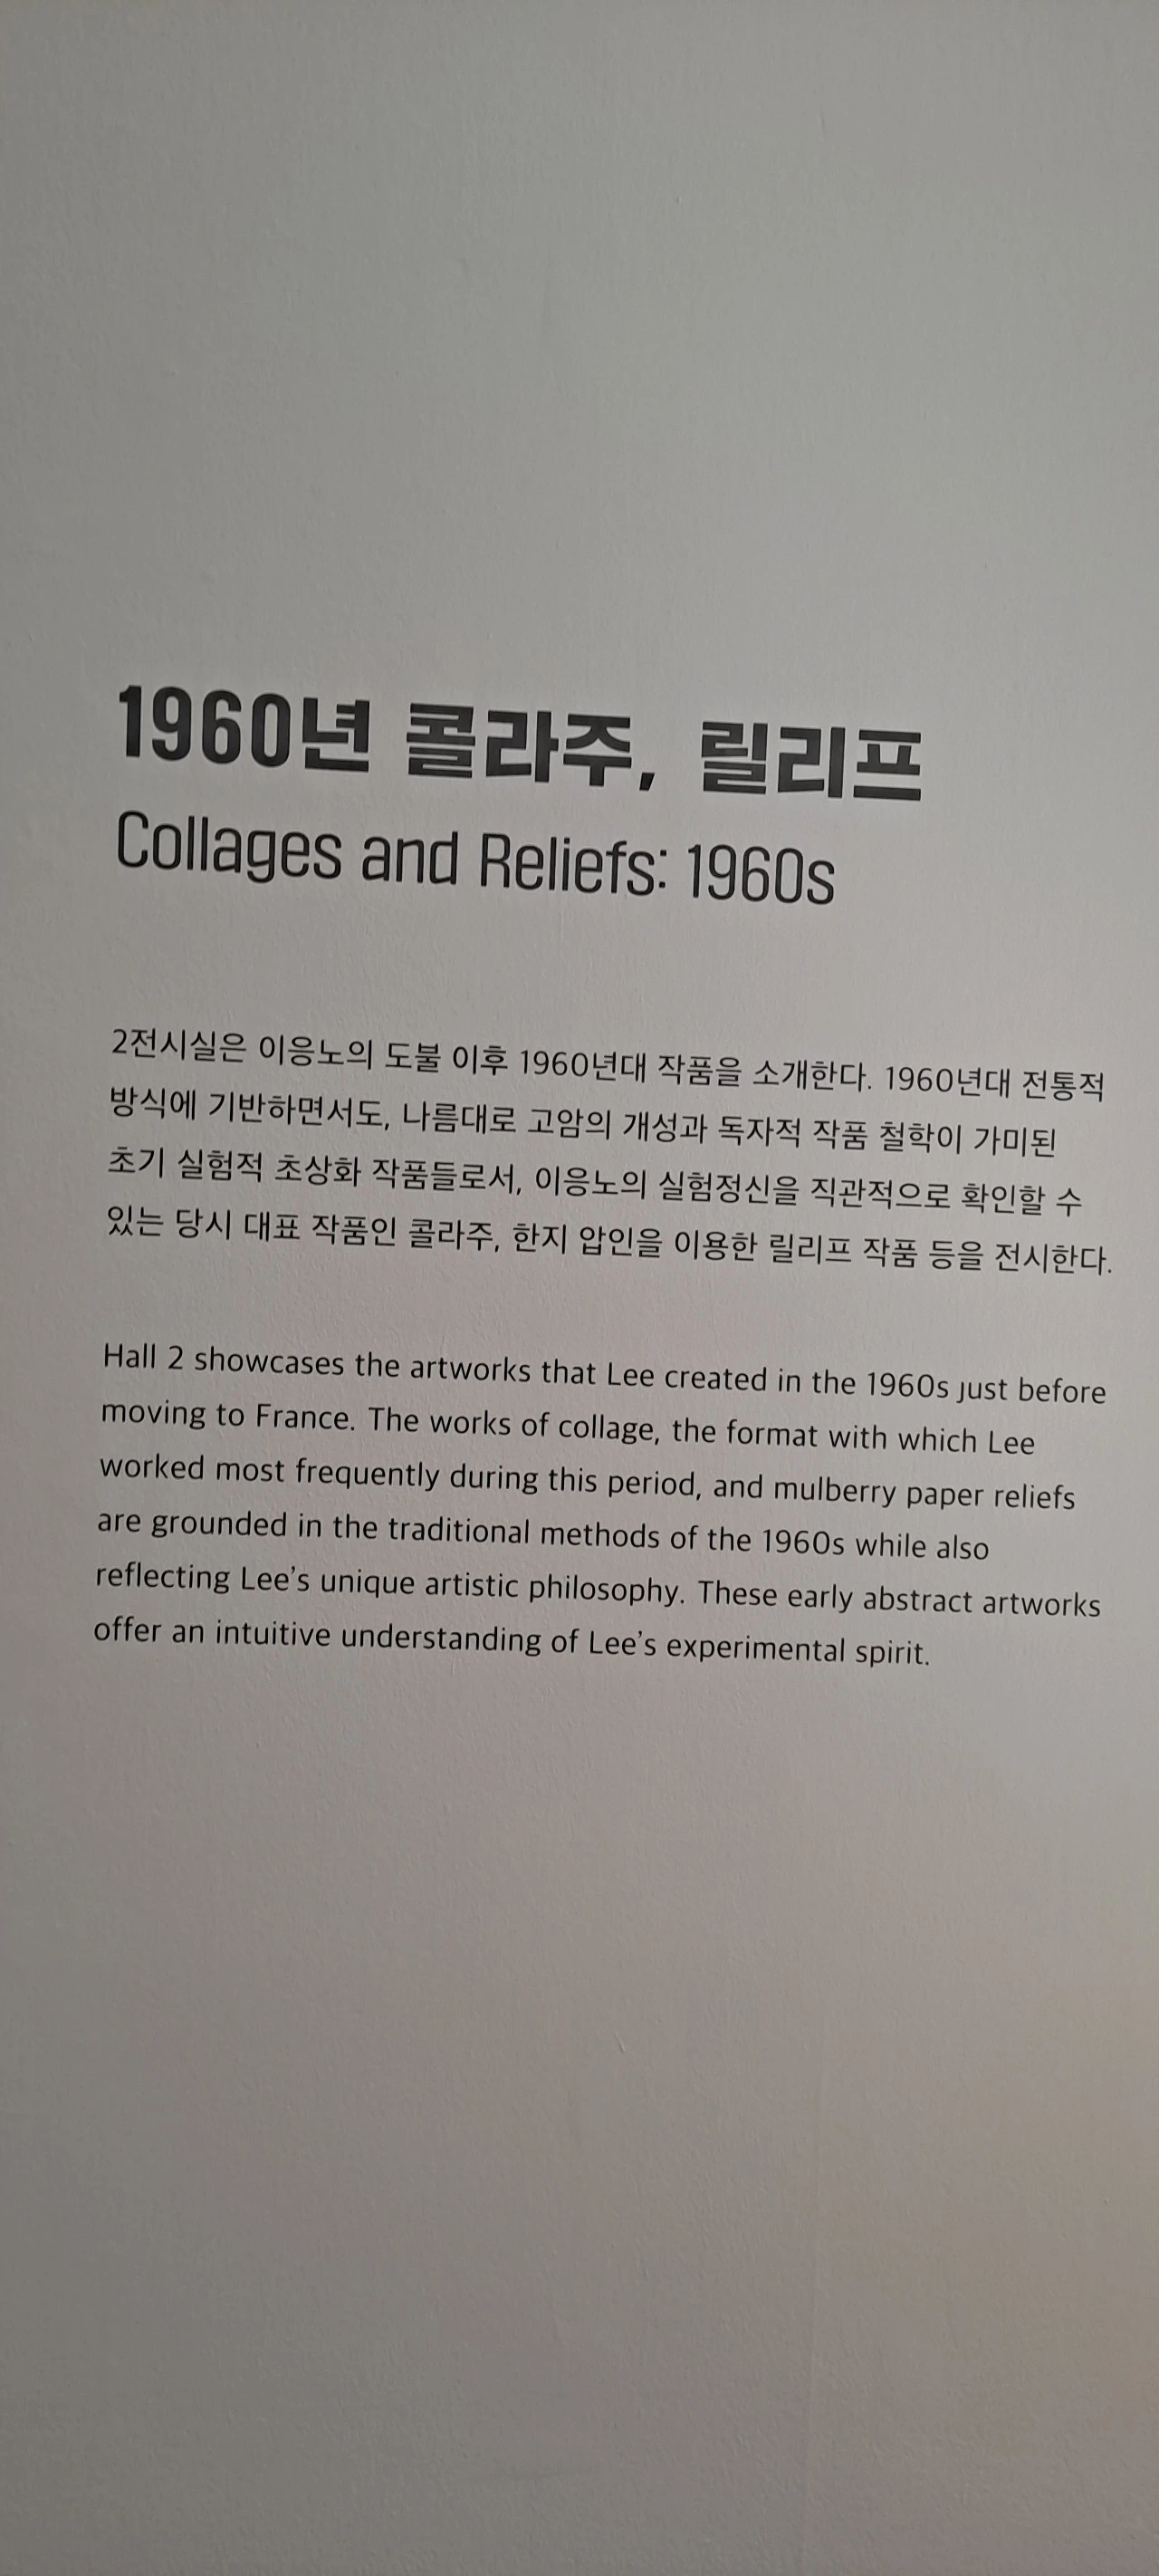 1960년 콜라주, 릴리프
Collages and Reliefs: 1960s
2전시실은 이응노의 도불 이후 1960년대 작품을 소개한다. 1960년대 전통적
방식에 기반하면서도, 나름대로 고암의 개성과 독자적 작품 철학이 가미된
초기 실험적 초상화 작품들로서, 이응노의 실험정신을 직관적으로 확인할 수
있는 당시 대표 작품인 콜라주, 한지 압인을 이용한 릴리프 작품 등을 전시한다.
Hall 2 showcases the artworks that Lee created in the 1960s just before
moving to France. The works of collage, the format with which Lee
worked most frequently during this period, and mulberry paper reliefs
are grounded in the traditional methods of the 1960s while also
reflecting Lee's unique artistic philosophy. These early abstract artworks
offer an intuitive understanding of Lee's experimental spirit.